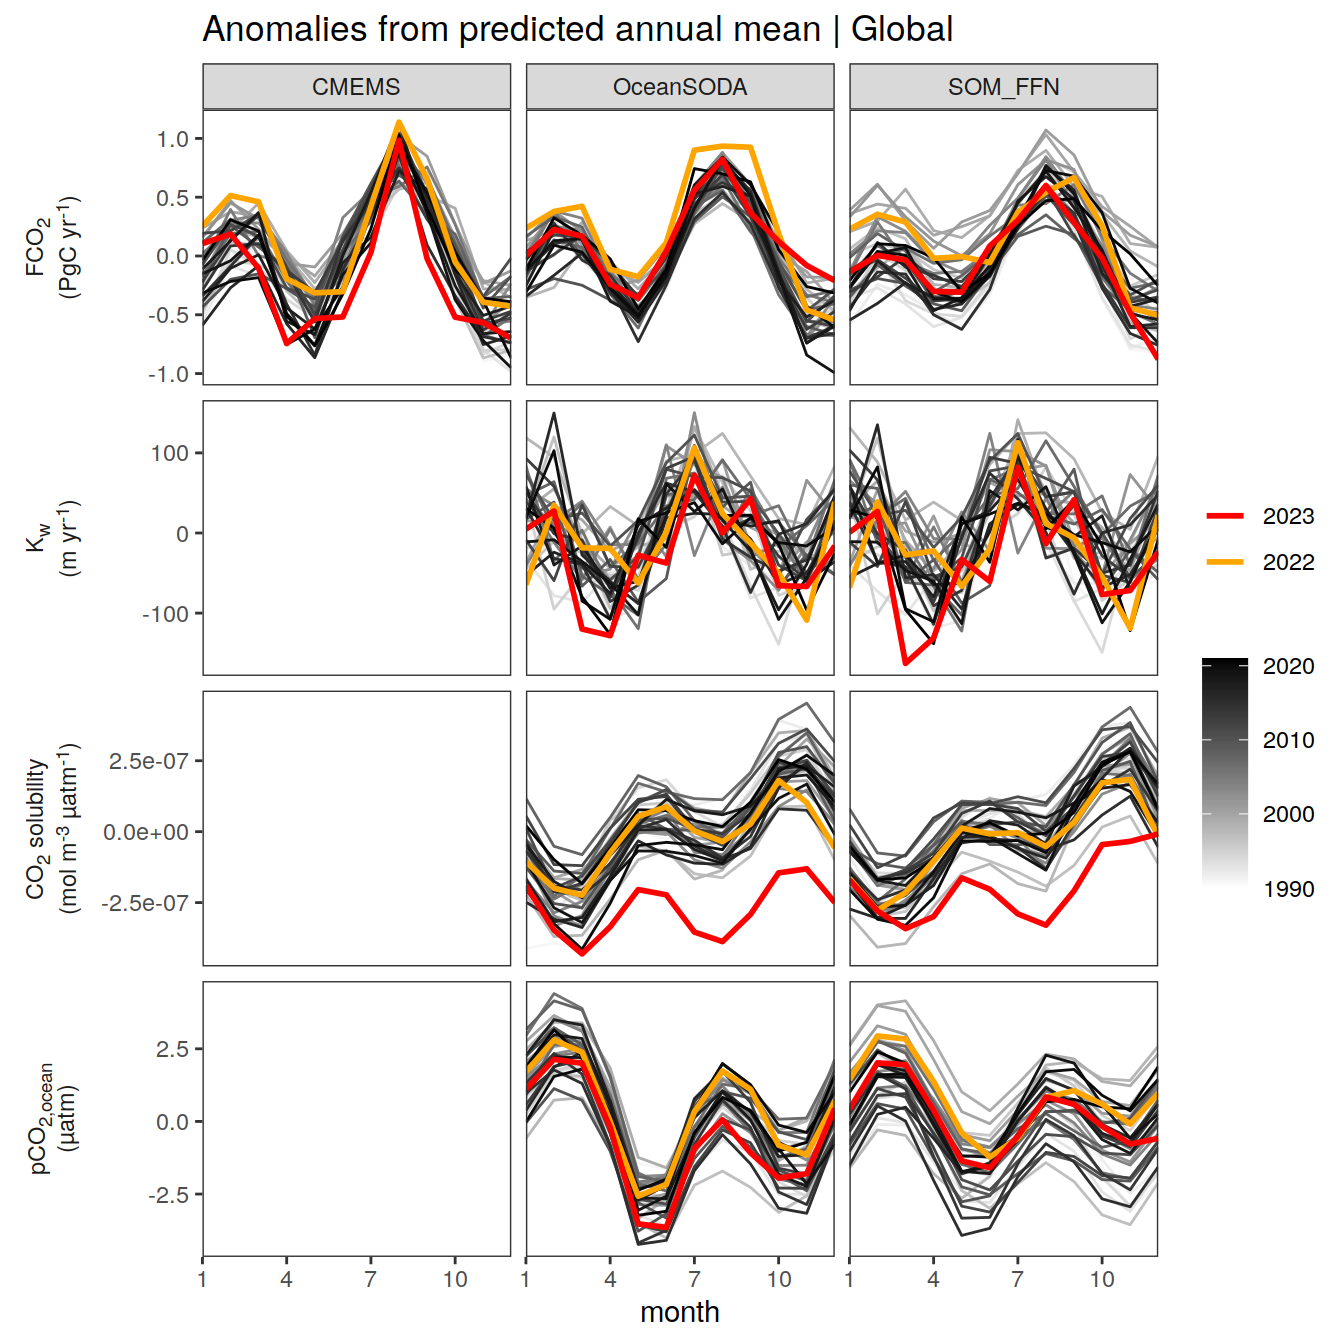 Anomalies from predicted annual mean | Global
CMEMS OceanSODA SOM_FFN
FCO2
(PgC yr-1)
1.0
0.5
0.0
-0.5
-1.0
Kw
(m yr-1)
100
0
-100
CO2 solubility
(mol m-3 µatm-1)
2.5e-07
0.0e+00
-2.5e-07
pCO2,ocean
(µatm)
2.5
0.0
-2.5
1 4 7 10 1 4 7 10 1 4 7 10
month
2023
2022
2020
2010
2000
1990